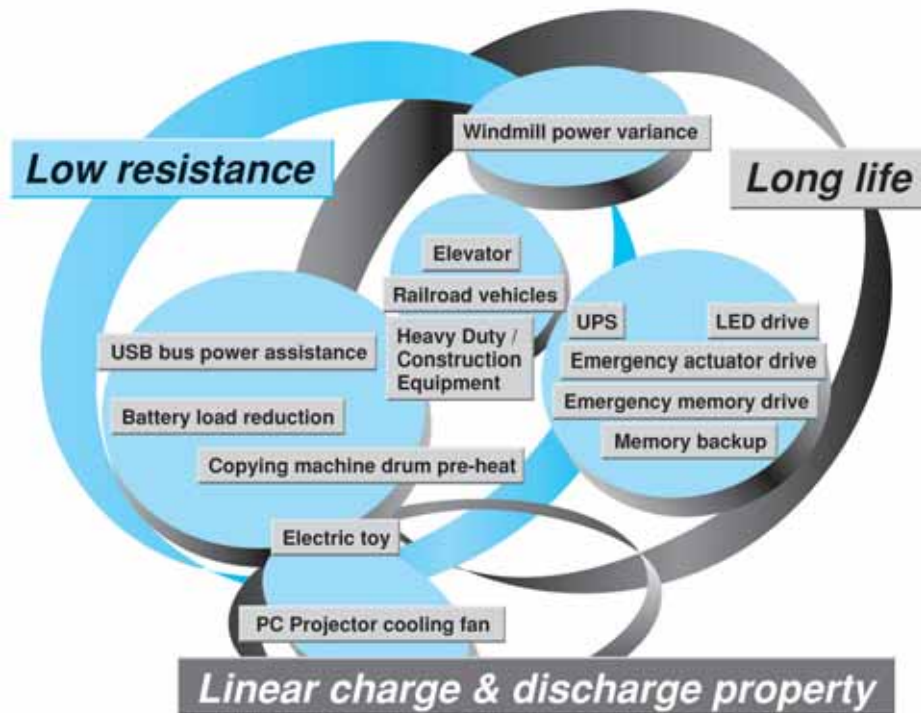 Windmill power variance
Low resistance
Long life
Elevator
Railroad vehicles
Heavy Duty /
Construction
Equipment
UPS
LED drive
USB bus power assistance
Emergency actuator drive
Emergency memory drive
Battery load reduction
Memory backup
Copying machine drum pre-heat
Electric toy
PC Projector cooling fan
Linear charge & discharge property